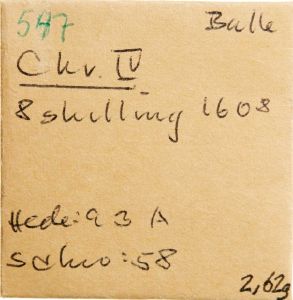 547 Balle
Chr. IV
8 skilling 1608
Hede: 93 A
Schou: 58
2,62g